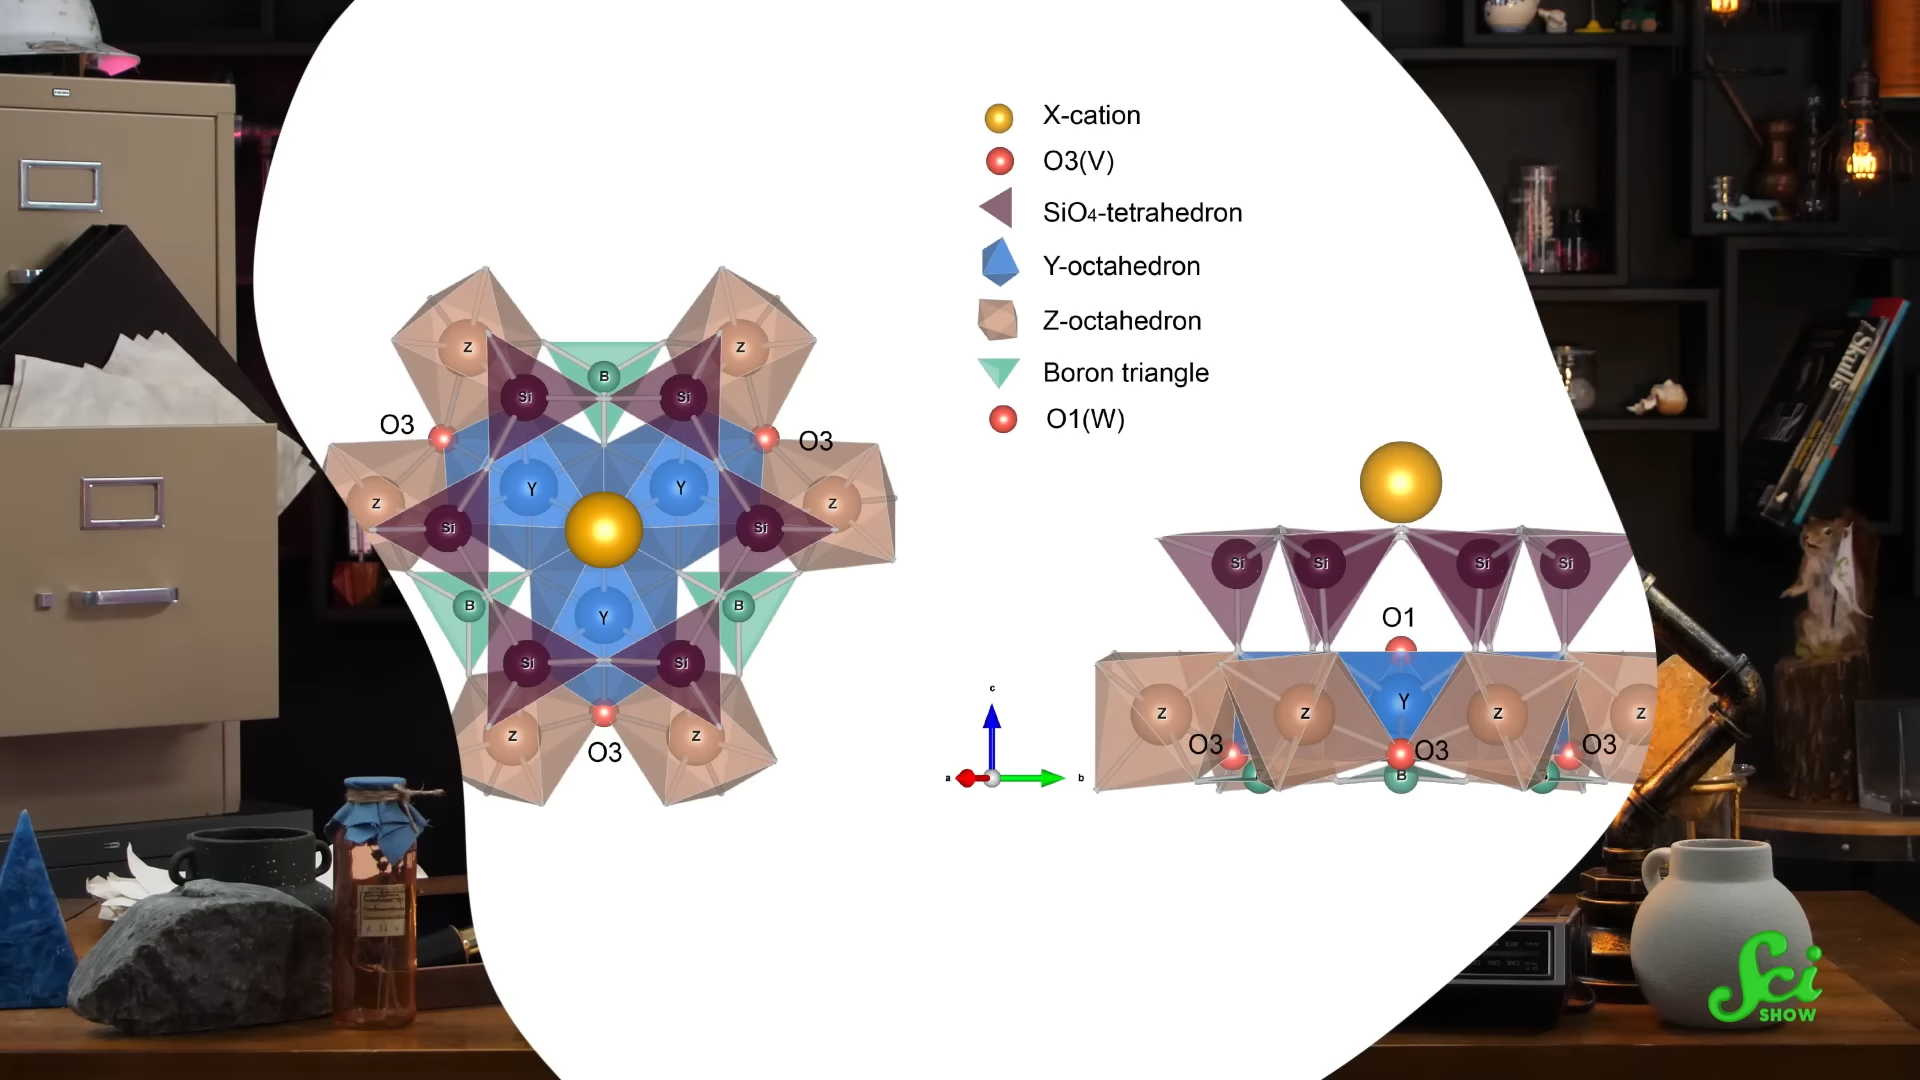 X-cation
O3(V)
SiO₄-tetrahedron
Y-octahedron
Z-octahedron
Boron triangle
O1(W)
Z
Z
B
Si
Si
O3
O3
Y
Y
Z
Z
Si
Si
B
B
Y
Si
Si
Z
Z
O3
Si
Si
Si
Si
O1
Y
Z
Z
Z
Z
O3
O3
O3
B
c
a
b
Skulls
Sci
SHOW